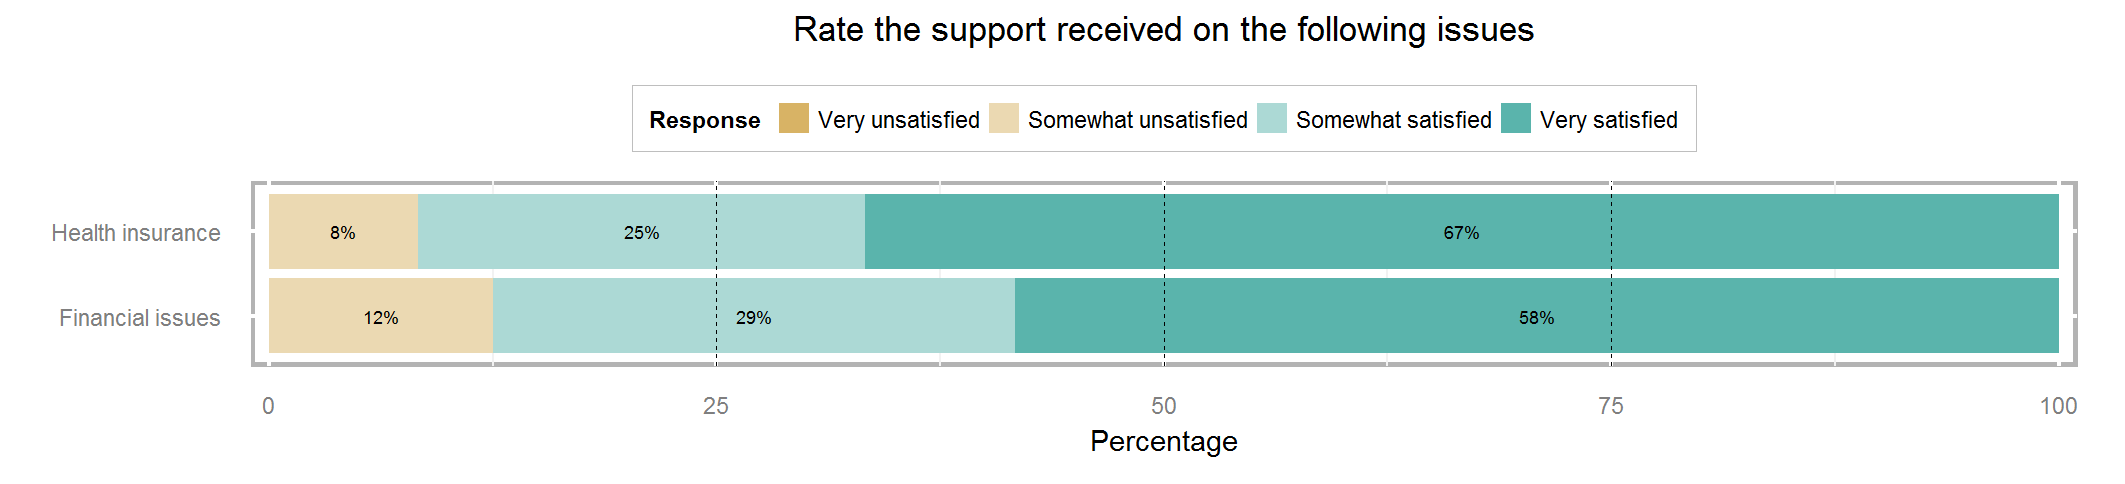 Rate the support received on the following issues
Response Very unsatisfied Somewhat unsatisfied Somewhat satisfied Very satisfied
Health insurance 8% 25% 67%
Financial issues 12% 29% 58%
0 25 50 75 100
Percentage